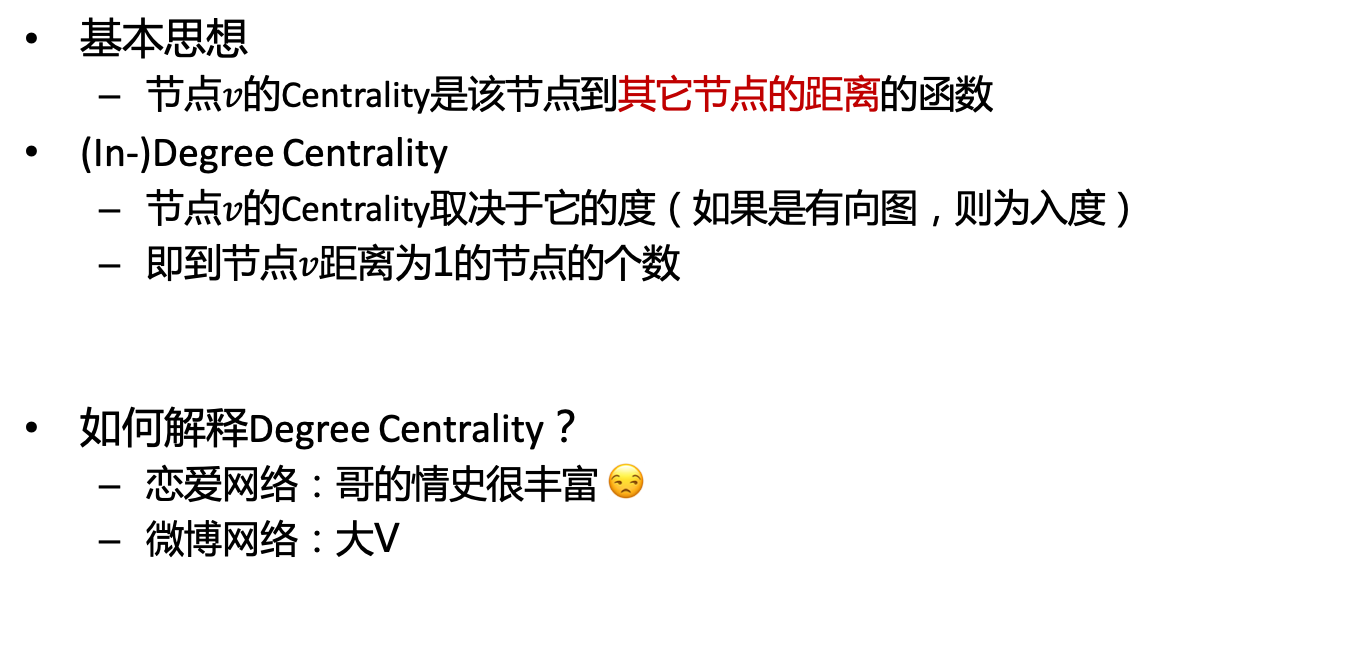 • 基本思想
– 节点𝑣的Centrality是该节点到其它节点的距离的函数
• (In-)Degree Centrality
– 节点𝑣的Centrality取决于它的度（如果是有向图，则为入度）
– 即到节点𝑣距离为1的节点的个数
• 如何解释Degree Centrality？
– 恋爱网络：哥的情史很丰富 😒
– 微博网络：大V